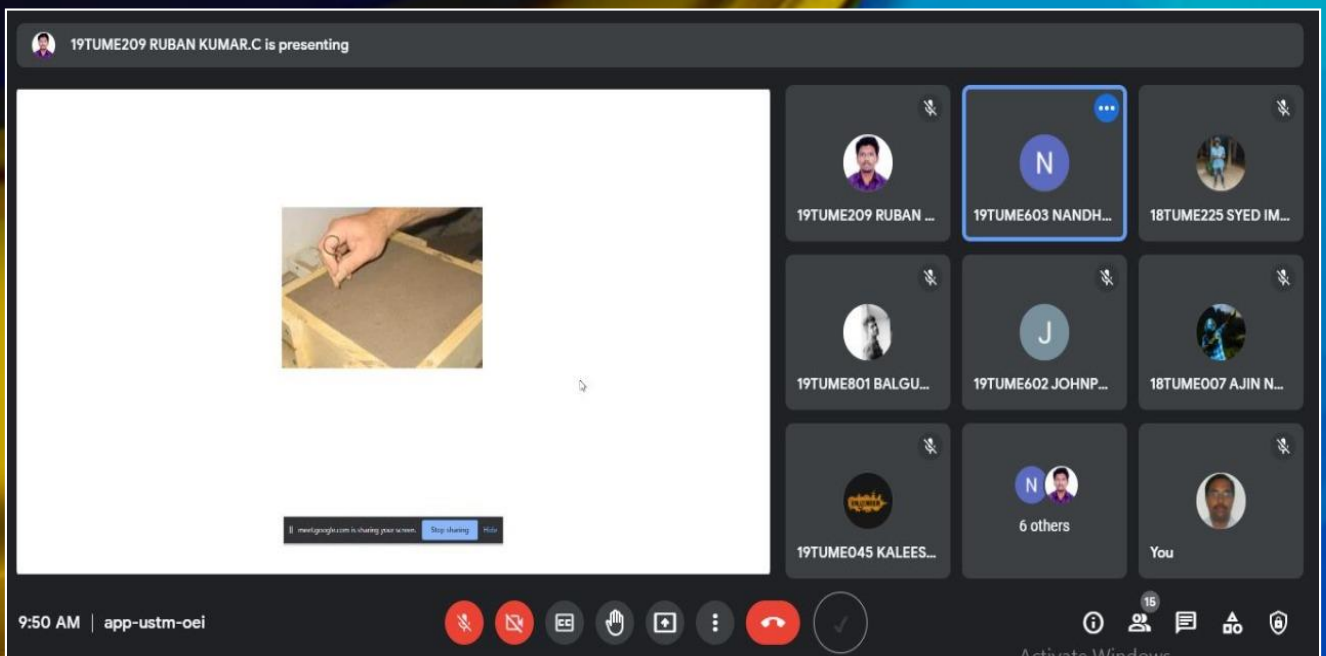 19TUME209 RUBAN KUMAR.C is presenting
N
19TUME209 RUBAN ...
19TUME603 NANDH...
18TUME225 SYED IM...
J
19TUME801 BALGU...
19TUME602 JOHNP...
18TUME007 AJIN N...
N
6 others
19TUME045 KALEES...
You
meet.google.com is sharing your screen.
Stop sharing
Hide
9:50 AM | app-ustm-oei
CC
15
Activate Windows